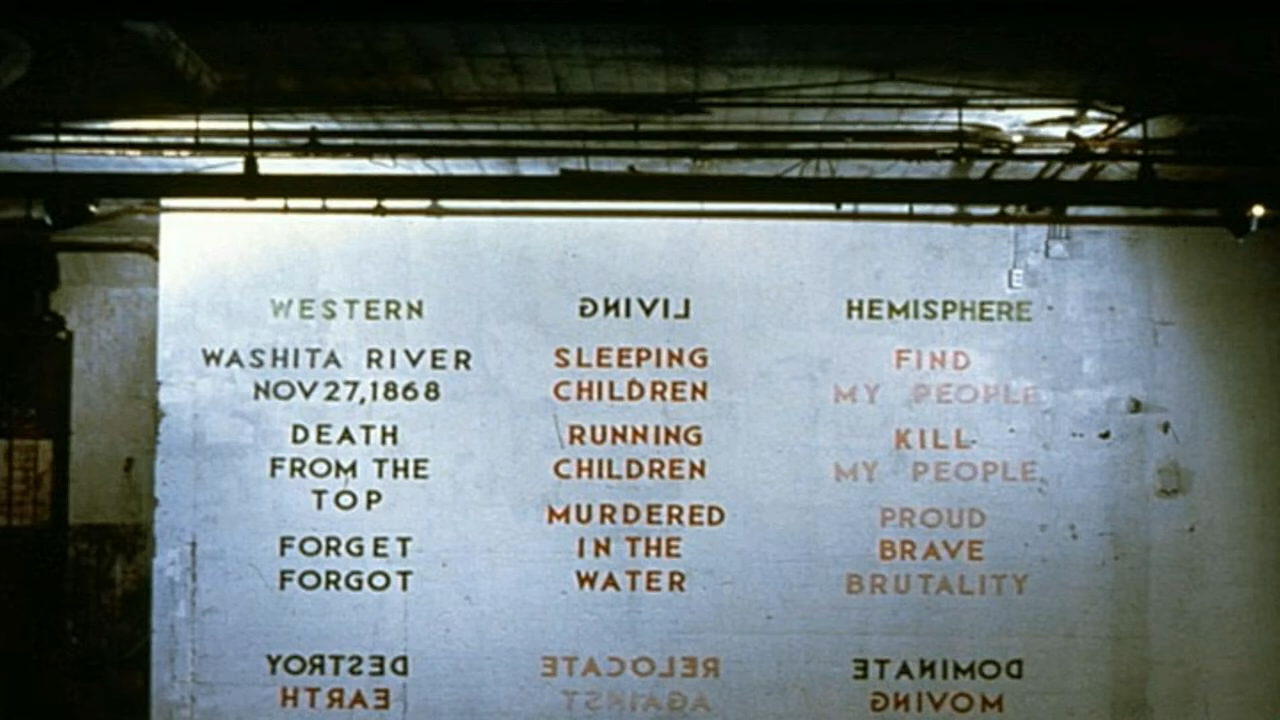 WESTERN
WASHITA RIVER
NOV 27, 1868
DEATH
FROM THE
TOP
FORGET
FORGOT
DESTROY
EARTH
LIVING
SLEEPING
CHILDREN
RUNNING
CHILDREN
MURDERED
IN THE
WATER
RELOCATE
AGAINST
HEMISPHERE
FIND
MY PEOPLE
KILL
MY PEOPLE
PROUD
BRAVE
BRUTALITY
DOMINATE
MOVING